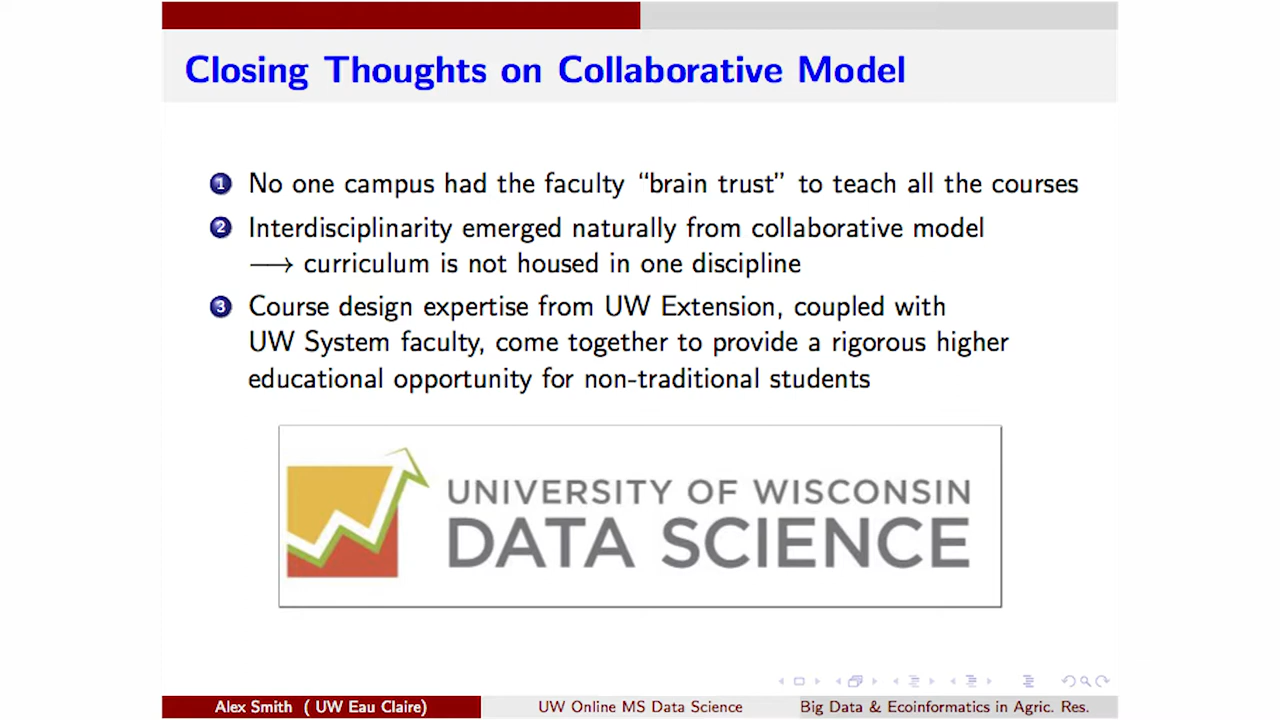 Closing Thoughts on Collaborative Model
1 No one campus had the faculty “brain trust” to teach all the courses
2 Interdisciplinarity emerged naturally from collaborative model
⟶ curriculum is not housed in one discipline
3 Course design expertise from UW Extension, coupled with
UW System faculty, come together to provide a rigorous higher
educational opportunity for non-traditional students
UNIVERSITY OF WISCONSIN
DATA SCIENCE
Alex Smith ( UW Eau Claire) UW Online MS Data Science Big Data & Ecoinformatics in Agric. Res.